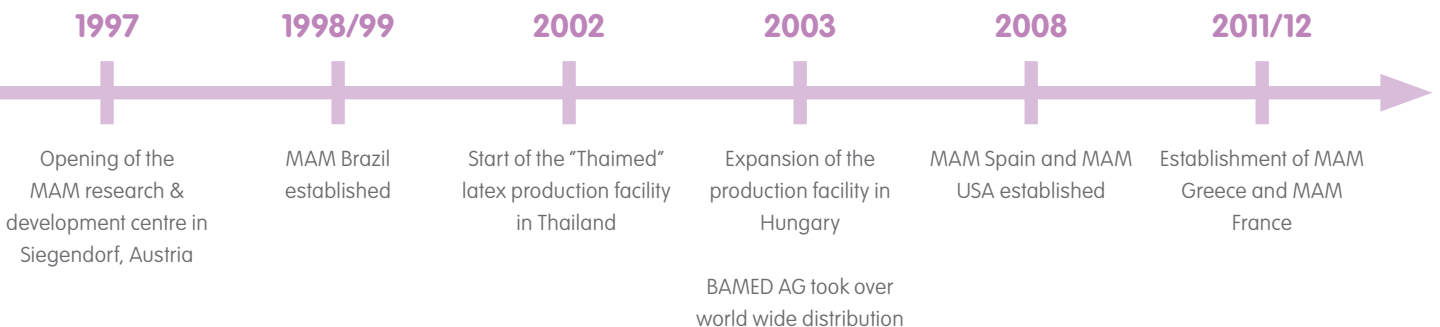 1997
Opening of the
MAM research &
development centre in
Siegendorf, Austria
1998/99
MAM Brazil
established
2002
Start of the “Thaimed”
latex production facility
in Thailand
2003
Expansion of the
production facility in
Hungary
BAMED AG took over
world wide distribution
2008
MAM Spain and MAM
USA established
2011/12
Establishment of MAM
Greece and MAM
France